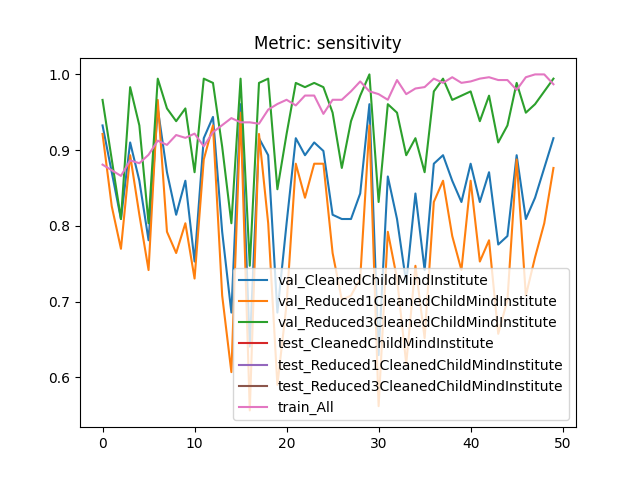 Metric: sensitivity
1.0
0.9
0.8
0.7
0.6
val_CleanedChildMindInstitute
val_Reduced1CleanedChildMindInstitute
val_Reduced3CleanedChildMindInstitute
test_CleanedChildMindInstitute
test_Reduced1CleanedChildMindInstitute
test_Reduced3CleanedChildMindInstitute
train_All
0 10 20 30 40 50